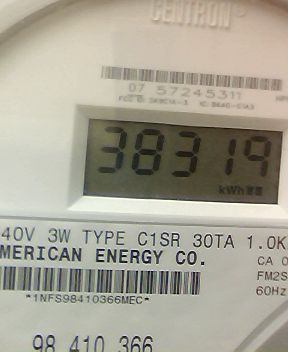 CENTRON®
07 57245311
38319
kWh
40V 3W TYPE C1SR 30TA 1.0K
MERICAN ENERGY CO.
CA 0
FM2S
60Hz
*1NFS98410366MEC*
98 410 366